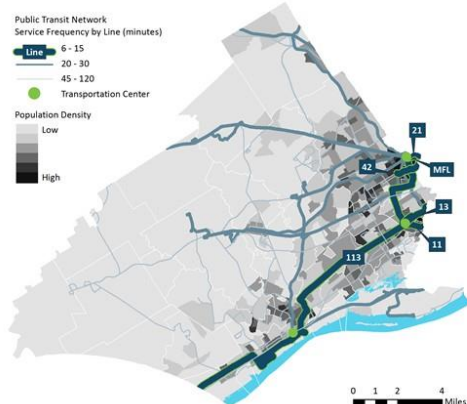 Public Transit Network
Service Frequency by Line (minutes)
Line 6 - 15
20 - 30
45 - 120
Transportation Center
Population Density
Low
High
21
42
MFL
13
11
113
0 1 2 4
Miles